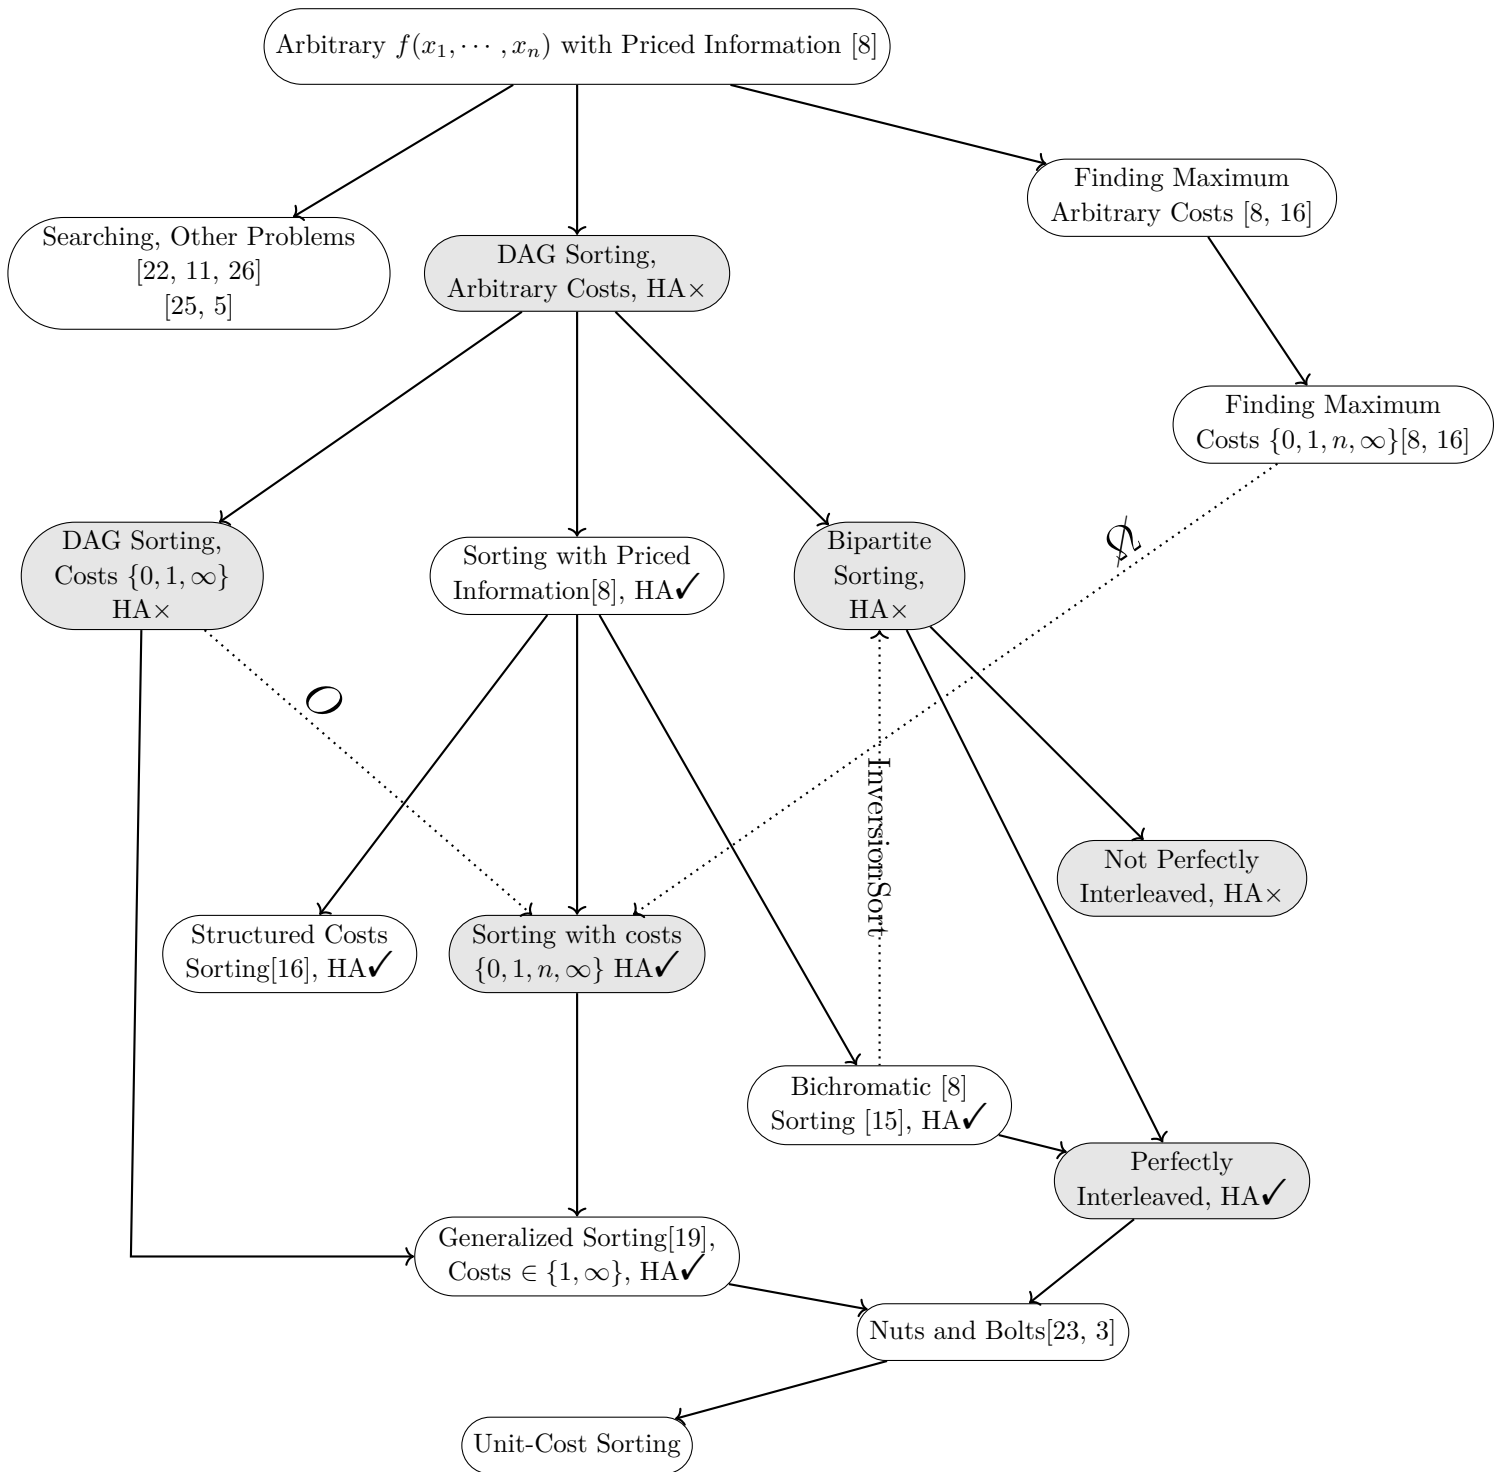 Arbitrary f(x₁, ⋯ , xₙ) with Priced Information [8]
Finding Maximum
Arbitrary Costs [8, 16]
Searching, Other Problems
[22, 11, 26]
[25, 5]
DAG Sorting,
Arbitrary Costs, HA×
Finding Maximum
Costs {0, 1, n, ∞}[8, 16]
DAG Sorting,
Costs {0, 1, ∞}
HA×
Sorting with Priced
Information[8], HA✓
Bipartite
Sorting,
HA×
O
InversionSort
Not Perfectly
Interleaved, HA×
Structured Costs
Sorting[16], HA✓
Sorting with costs
{0, 1, n, ∞} HA✓
Bichromatic [8]
Sorting [15], HA✓
Perfectly
Interleaved, HA✓
Generalized Sorting[19],
Costs ∈ {1, ∞}, HA✓
Nuts and Bolts[23, 3]
Unit-Cost Sorting